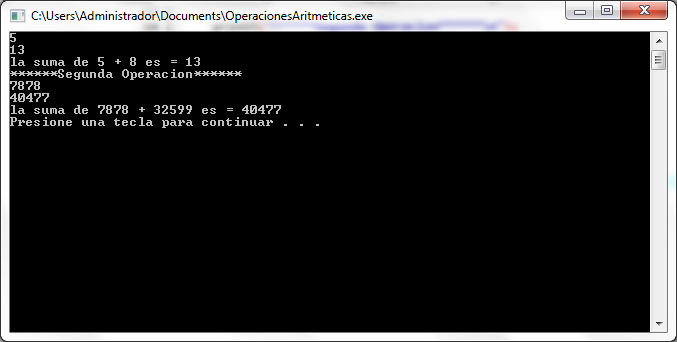 C:\Users\Administrador\Documents\OperacionesAritmeticas.exe
5
13
la suma de 5 + 8 es = 13
******Segunda Operacion******
7878
40477
la suma de 7878 + 32599 es = 40477
Presione una tecla para continuar . . .